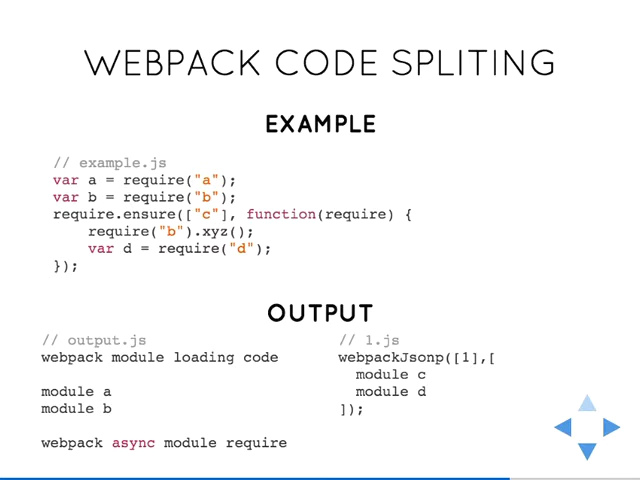 WEBPACK CODE SPLITING
EXAMPLE
// example.js
var a = require("a");
var b = require("b");
require.ensure(["c"], function(require) {
    require("b").xyz();
    var d = require("d");
});
OUTPUT
// output.js
webpack module loading code
module a
module b
webpack async module require
// 1.js
webpackJsonp([1],[
  module c
  module d
]);